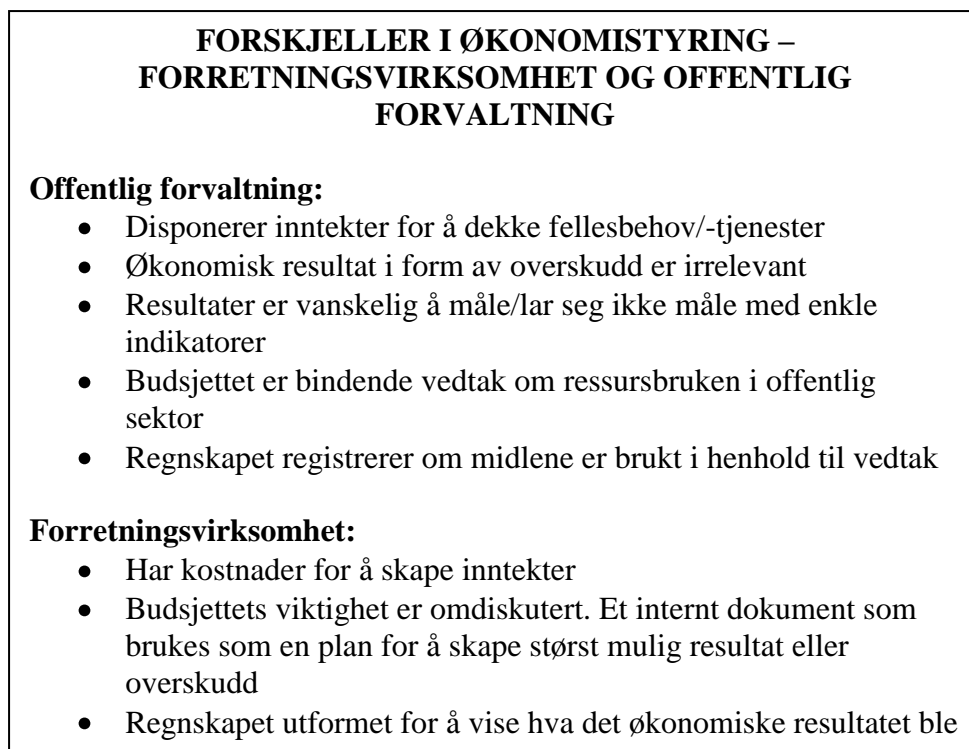 FORSKJELLER I ØKONOMISTYRING –
FORRETNINGSVIRKSOMHET OG OFFENTLIG
FORVALTNING
Offentlig forvaltning:
• Disponerer inntekter for å dekke fellesbehov/-tjenester
• Økonomisk resultat i form av overskudd er irrelevant
• Resultater er vanskelig å måle/lar seg ikke måle med enkle
indikatorer
• Budsjettet er bindende vedtak om ressursbruken i offentlig
sektor
• Regnskapet registrerer om midlene er brukt i henhold til vedtak
Forretningsvirksomhet:
• Har kostnader for å skape inntekter
• Budsjettets viktighet er omdiskutert. Et internt dokument som
brukes som en plan for å skape størst mulig resultat eller
overskudd
• Regnskapet utformet for å vise hva det økonomiske resultatet ble